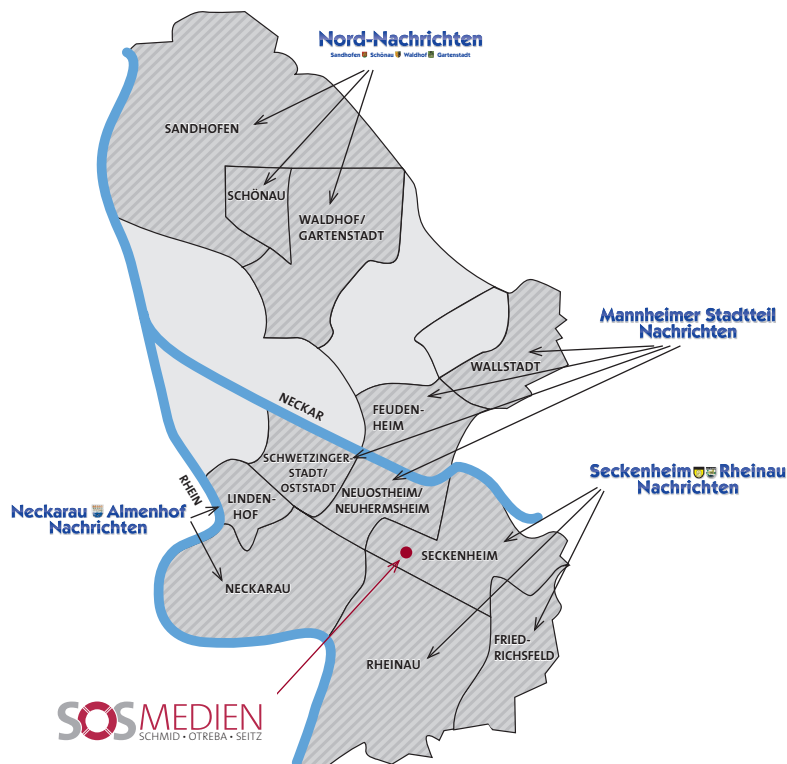 Nord-Nachrichten
Sandhofen Schönau Waldhof Gartenstadt
SANDHOFEN
SCHÖNAU
WALDHOF/
GARTENSTADT
Mannheimer Stadtteil
Nachrichten
WALLSTADT
NECKAR
FEUDEN-
HEIM
SCHWETZINGER-
STADT/
OSTSTADT
Seckenheim Rheinau
Nachrichten
RHEIN
LINDEN-
HOF
NEUOSTHEIM/
NEUHERMSHEIM
Neckarau Almenhof
Nachrichten
SECKENHEIM
NECKARAU
FRIED-
RICHSFELD
RHEINAU
SOS MEDIEN
SCHMID • OTREBA • SEITZ